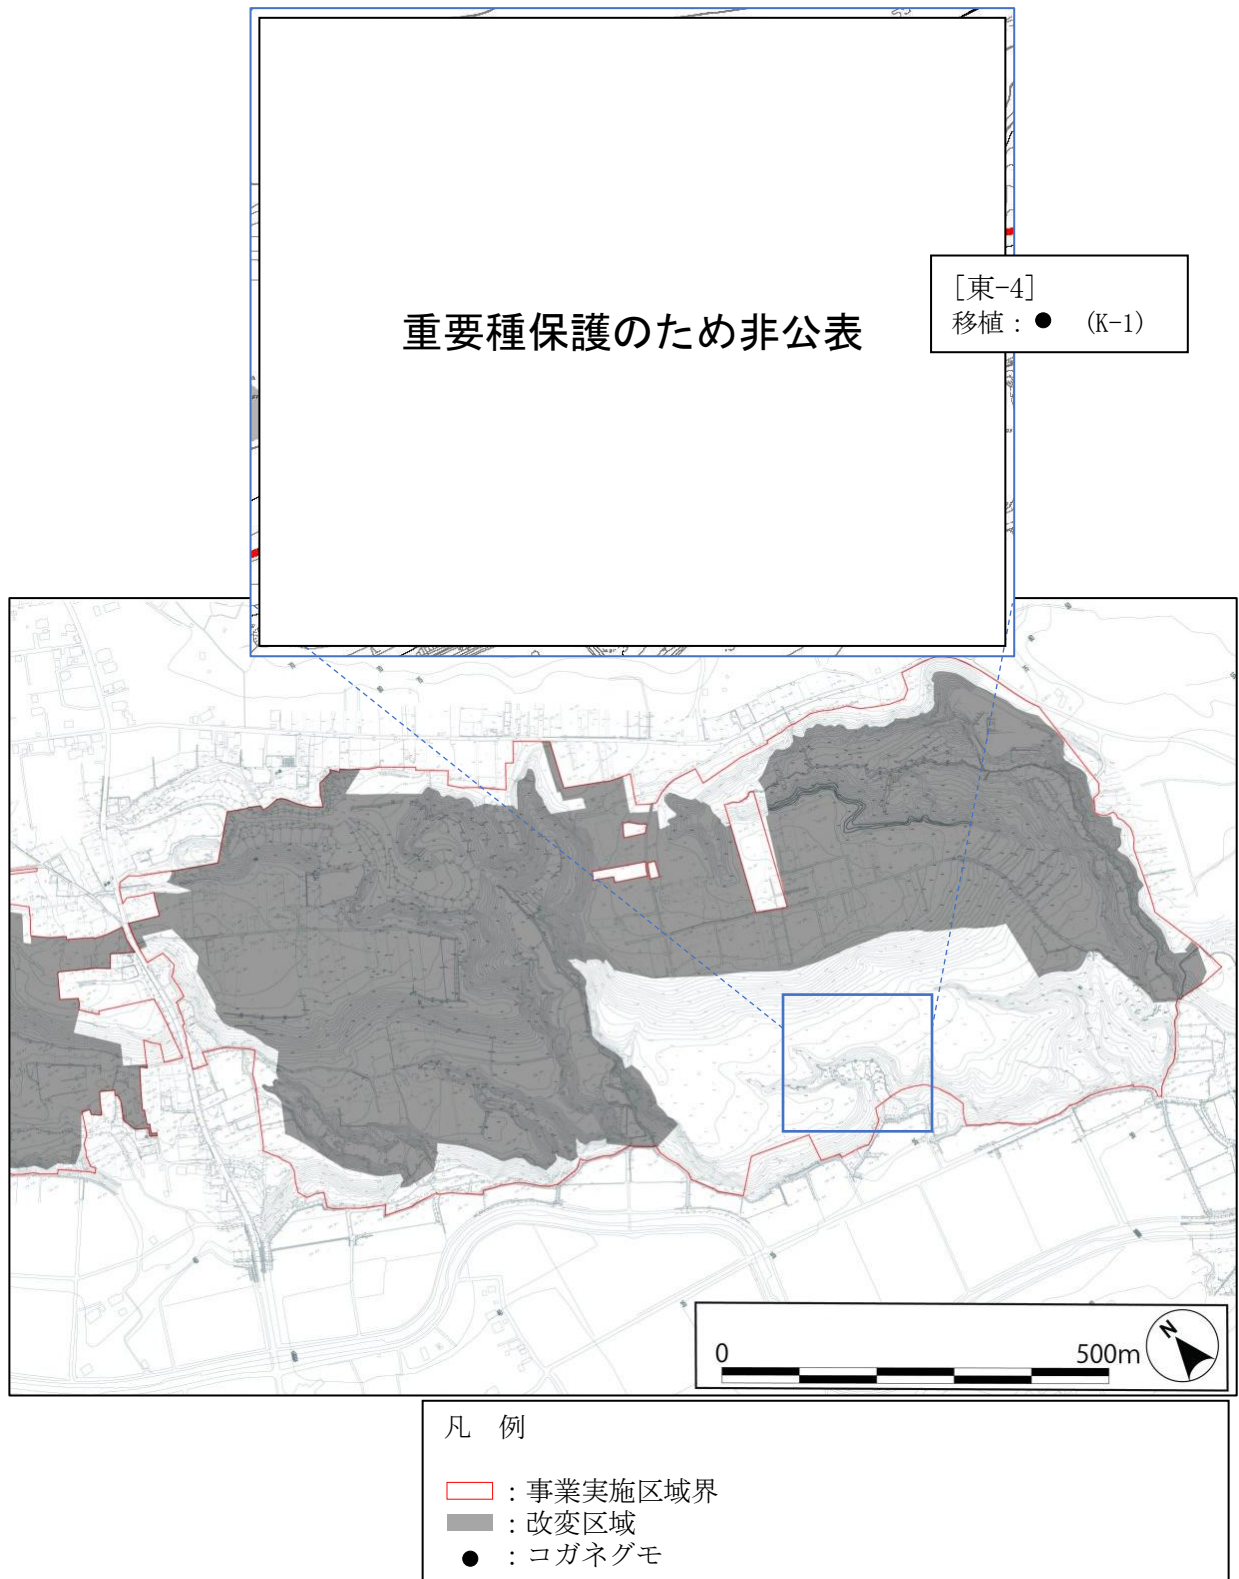 重要種保護のため非公表
[東-4]
移植：● (K-1)
0 500m
N
凡 例
：事業実施区域界
：改変区域
：コガネグモ